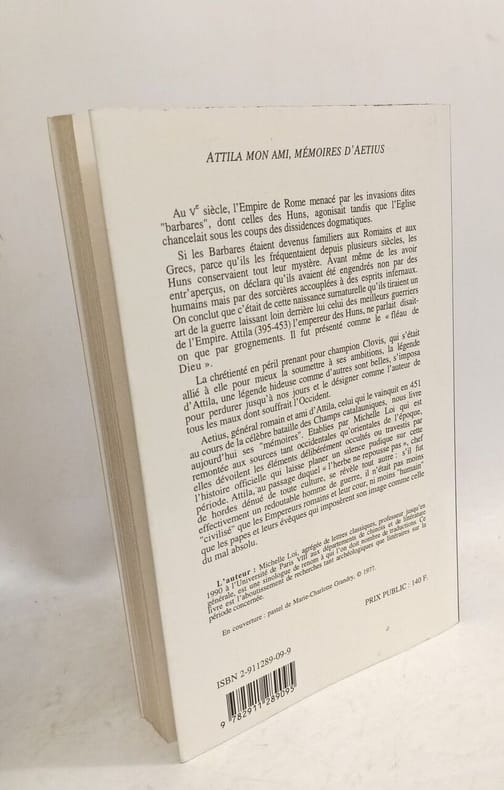 ATTILA MON AMI, MÉMOIRES D'AETIUS
Au Ve siècle, l'Empire de Rome menacé par les invasions dites
"barbares", dont celles des Huns, agonisait tandis que l'Eglise
chancelait sous les coups des dissidences dogmatiques.
Si les Barbares étaient devenus familiers aux Romains et aux
Grecs, parce qu'ils les fréquentaient depuis plusieurs siècles, les
Huns conservaient tout leur mystère. Avant même de les avoir
entr'aperçus, on déclara qu'ils avaient été engendrés non par des
humains mais par des sorcières accouplées à des esprits infernaux.
On conclut que c'était de cette naissance surnaturelle qu'ils tiraient un
art de la guerre laissant loin derrière lui celui des meilleurs guerriers
de l'Empire. Attila (395-453) l'empereur des Huns, ne parlait disait-
on que par grognements. Il fut présenté comme le « fléau de
Dieu ».
La chrétienté en péril prenant pour champion Clovis, qui s'était
allié à elle pour mieux la soumettre à ses ambitions, la légende
d'Attila, une légende hideuse comme d'autres sont belles, s'imposa
pour perdurer jusqu'à nos jours et le désigner comme l'auteur de
tous les maux dont souffrait l'Occident.
Aetius, général romain et ami d'Attila, celui qui le vainquit en 451
au cours de la célèbre bataille des Champs catalauniques, nous livre
aujourd'hui ses "mémoires". Etablies par Michelle Loi qui est
remontée aux sources tant occidentales qu'orientales de l'époque,
elles dévoilent les éléments délibérément occultés ou travestis par
l'histoire officielle qui laisse planer un silence pudique sur cette
période. Attila, au passage duquel « l'herbe ne repousse pas », chef
de hordes dénué de toute culture, se révèle tout autre : s'il fut
effectivement un redoutable homme de guerre, il n'était pas moins
"civilisé" que les Empereurs romains et leur cour, ni moins "humain"
que les papes et leurs évêques qui imposèrent son image comme celle
du mal absolu.
L'auteur : Michelle Loi, agrégée de lettres classiques, professeur jusqu'en
1990 à l'Université de Paris VIII aux départements de chinois et de littérature
générale, est une sinologue de renom à qui l'on doit nombre de traductions. Ce
livre est l'aboutissement de recherches tant archéologiques que littéraires sur la
période concernée.
En couverture : pastel de Marie-Charlotte Grandry, © 1977.
PRIX PUBLIC : 140 F.
ISBN 2-911289-09-9
9 782911 289095